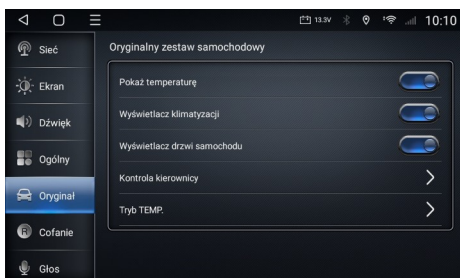 13.3V 10:10
Sieć
Oryginalny zestaw samochodowy
Ekran
Pokaż temperaturę
Dźwięk
Wyświetlacz klimatyzacji
Wyświetlacz drzwi samochodu
Ogólny
Kontrola kierownicy
Oryginał
Tryb TEMP.
R Cofanie
Głos